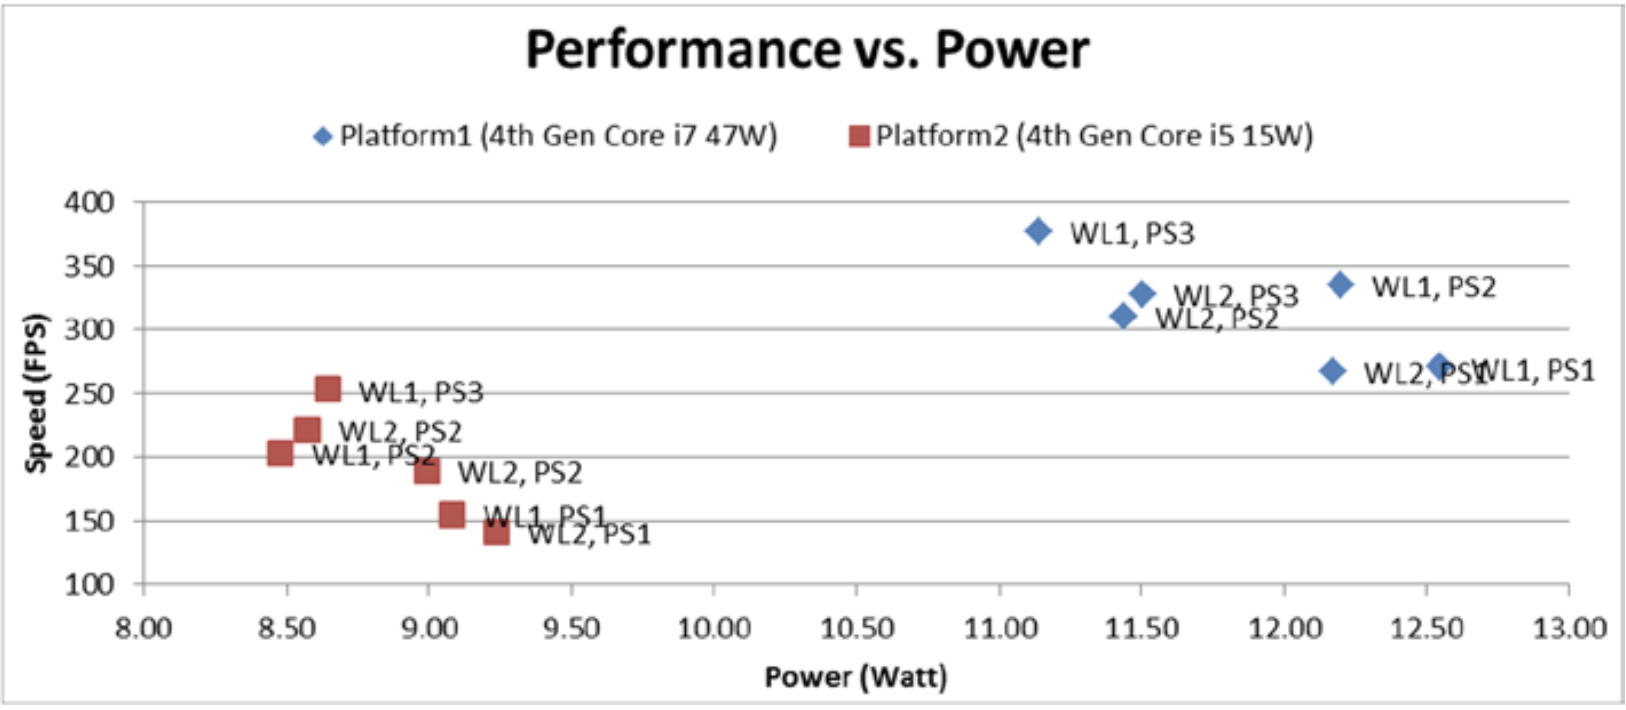 Performance vs. Power
Platform1 (4th Gen Core i7 47W)
Platform2 (4th Gen Core i5 15W)
Speed (FPS)
400
350
300
250
200
150
100
WL1, PS3
WL2, PS3
WL1, PS2
WL2, PS2
WL2, PS1
WL1, PS1
WL1, PS3
WL2, PS2
WL1, PS2
WL2, PS2
WL1, PS1
WL2, PS1
8.00 8.50 9.00 9.50 10.00 10.50 11.00 11.50 12.00 12.50 13.00
Power (Watt)